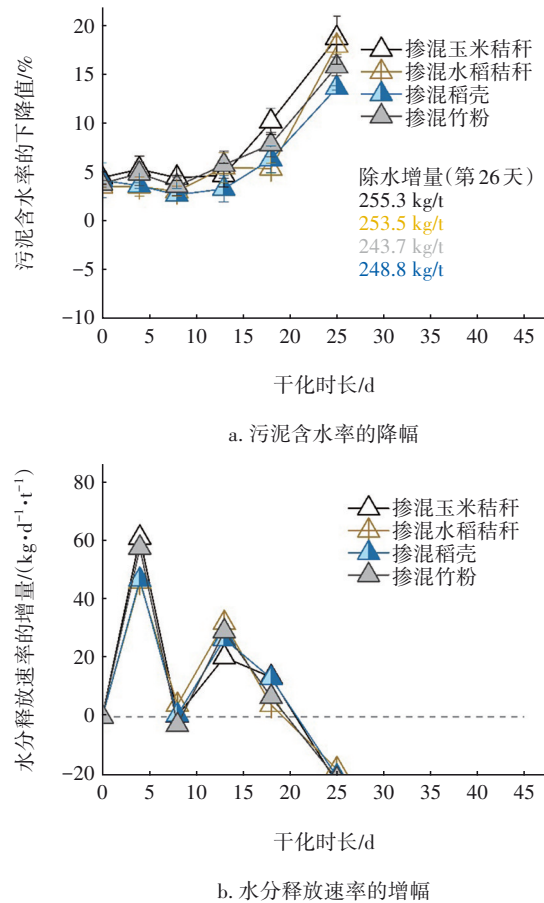 20
15
10
5
0
−5
−10
污泥含水率的下降值/%
掺混玉米秸秆
掺混水稻秸秆
掺混稻壳
掺混竹粉
除水增量(第26天)
255.3 kg/t
253.5 kg/t
243.7 kg/t
248.8 kg/t
0 5 10 15 20 25 30 35 40 45
干化时长/d
a. 污泥含水率的降幅
80
60
40
20
0
−20
水分释放速率的增量/(kg·d⁻¹·t⁻¹)
掺混玉米秸秆
掺混水稻秸秆
掺混稻壳
掺混竹粉
0 5 10 15 20 25 30 35 40 45
干化时长/d
b. 水分释放速率的增幅